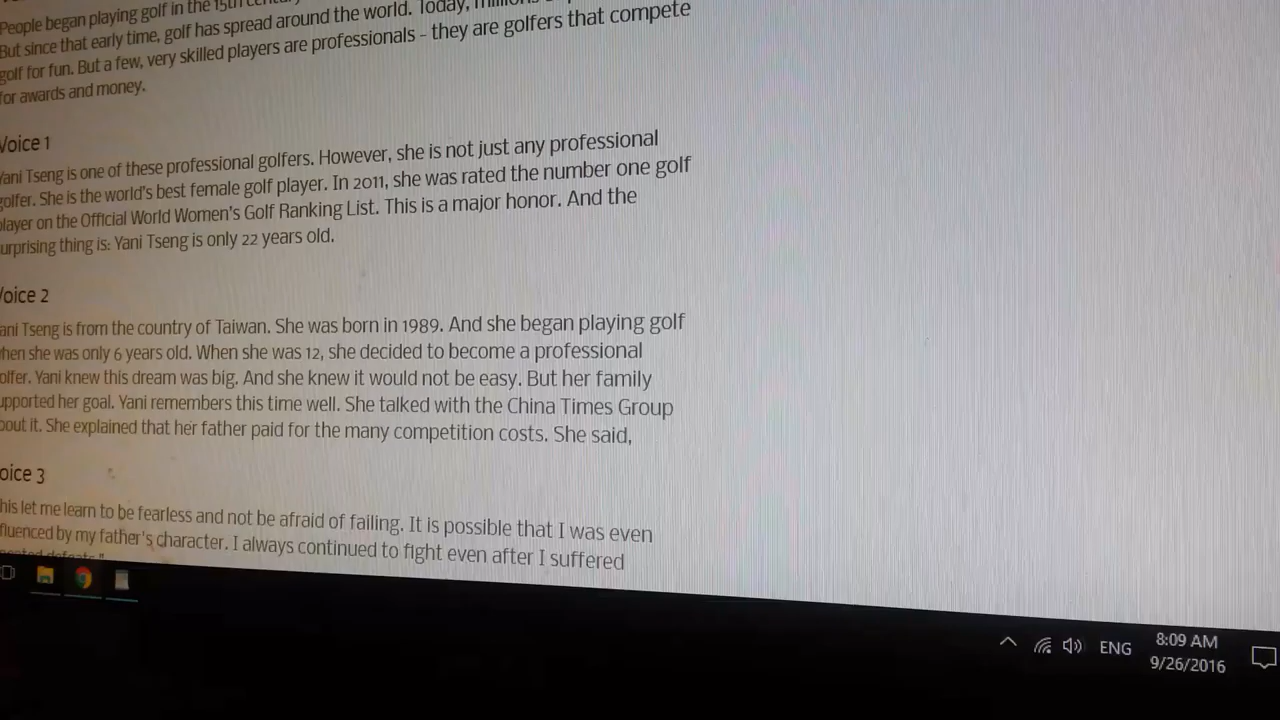 People began playing golf in the 15th
But since that early time, golf has spread around the world. Today,
golf for fun. But a few, very skilled players are professionals – they are golfers that compete
for awards and money.
Voice 1
Yani Tseng is one of these professional golfers. However, she is not just any professional
golfer. She is the world's best female golf player. In 2011, she was rated the number one golf
player on the Official World Women's Golf Ranking List. This is a major honor. And the
urprising thing is: Yani Tseng is only 22 years old.
Voice 2
ani Tseng is from the country of Taiwan. She was born in 1989. And she began playing golf
hen she was only 6 years old. When she was 12, she decided to become a professional
olfer. Yani knew this dream was big. And she knew it would not be easy. But her family
upported her goal. Yani remembers this time well. She talked with the China Times Group
bout it. She explained that her father paid for the many competition costs. She said,
oice 3
his let me learn to be fearless and not be afraid of failing. It is possible that I was even
fluenced by my father's character. I always continued to fight even after I suffered
ENG
8:09 AM
9/26/2016